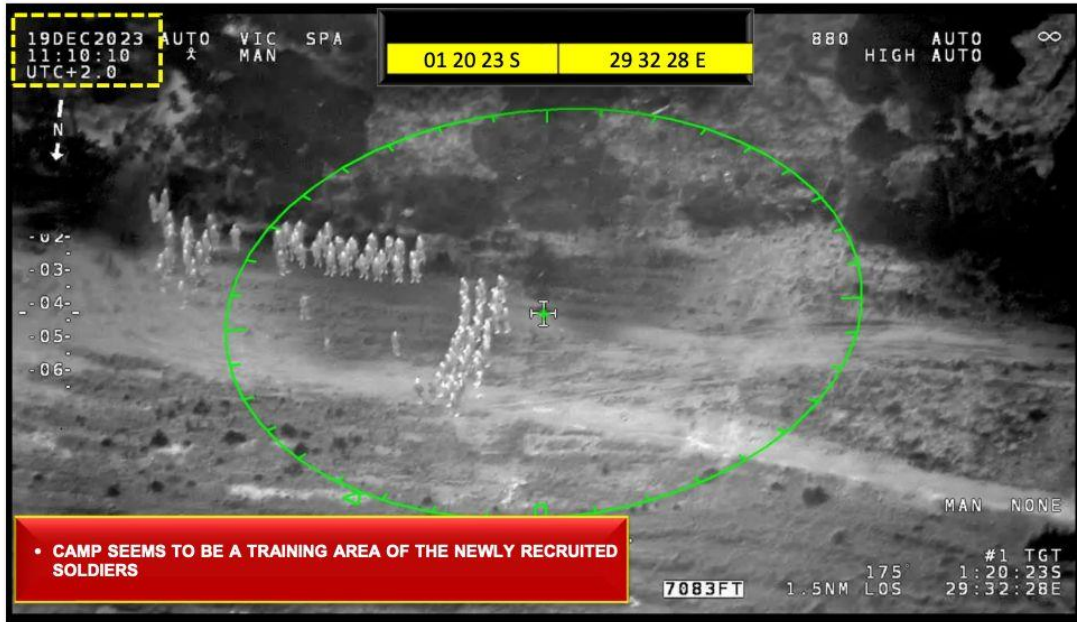 19DEC2023 AUTO VIC SPA
11:10:10 MAN
UTC+2.0
01 20 23 S 29 32 28 E
880 AUTO ∞
HIGH AUTO
N
-02-
-03-
-04-
-05-
-06-
MAN NONE
• CAMP SEEMS TO BE A TRAINING AREA OF THE NEWLY RECRUITED
SOLDIERS
#1 TGT
175° 1:20:23S
7083FT 1.5NM LOS 29:32:28E